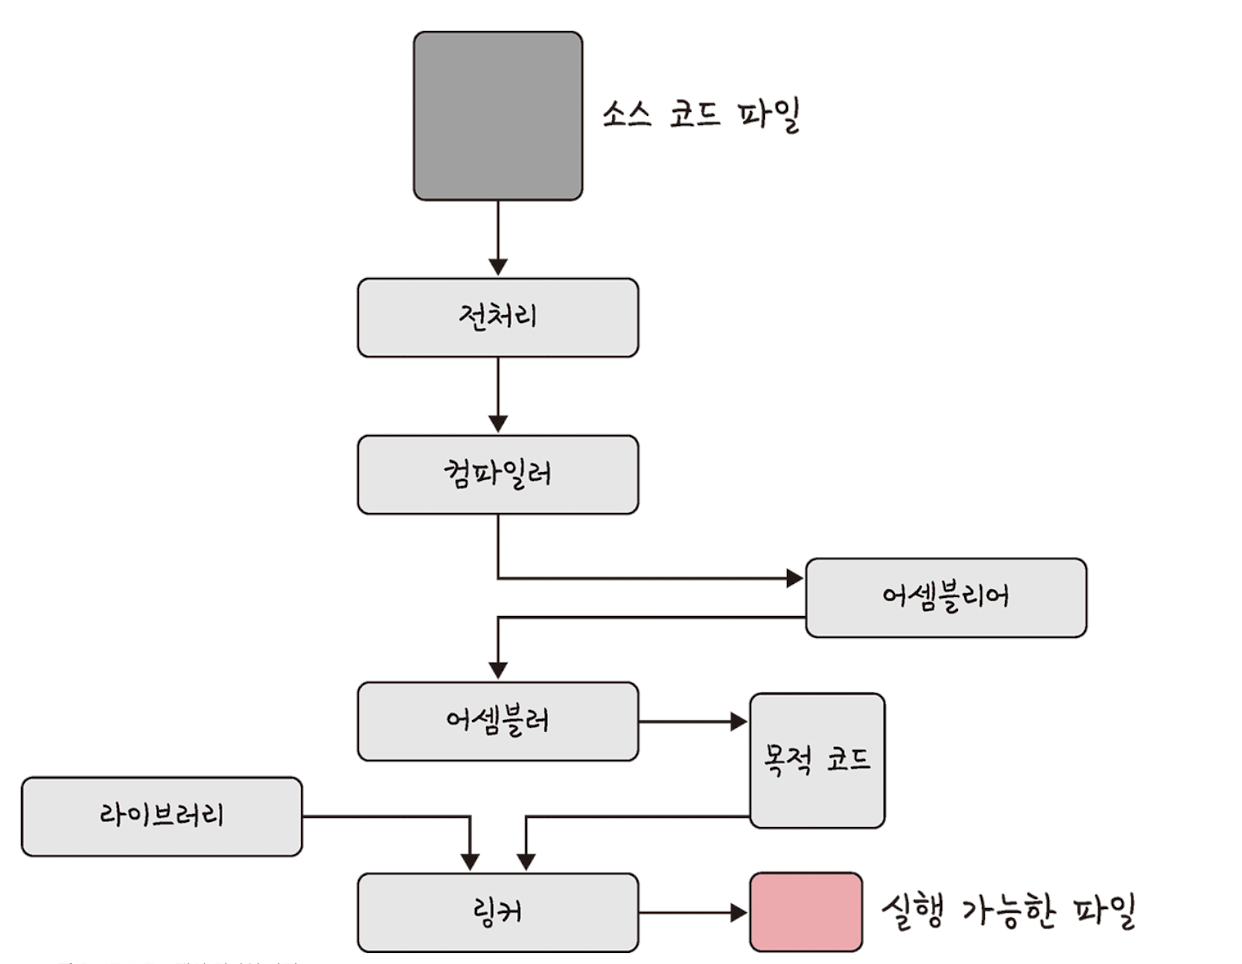 소스 코드 파일
전처리
컴파일러
어셈블리어
어셈블러
목적 코드
라이브러리
링커
실행 가능한 파일